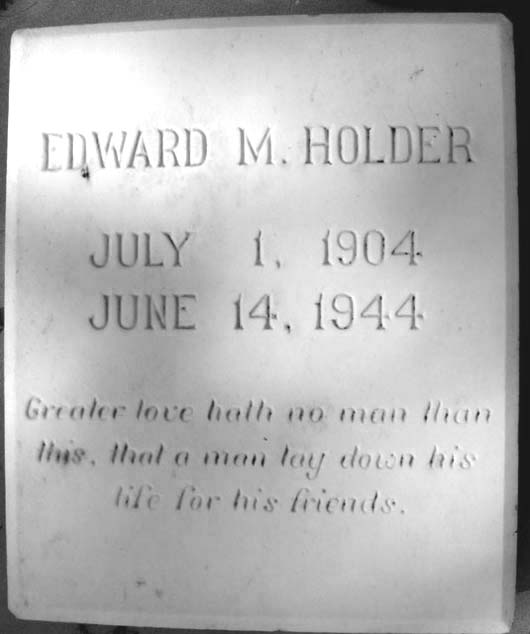 EDWARD M. HOLDER
JULY 1, 1904
JUNE 14, 1944
Greater love hath no man than
this, that a man lay down his
life for his friends.